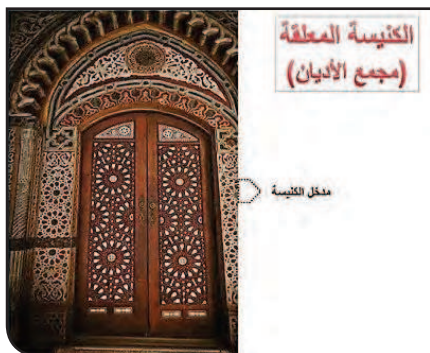 الكنيسة المعلقة
(مجمع الأديان)
مدخل الكنيسة